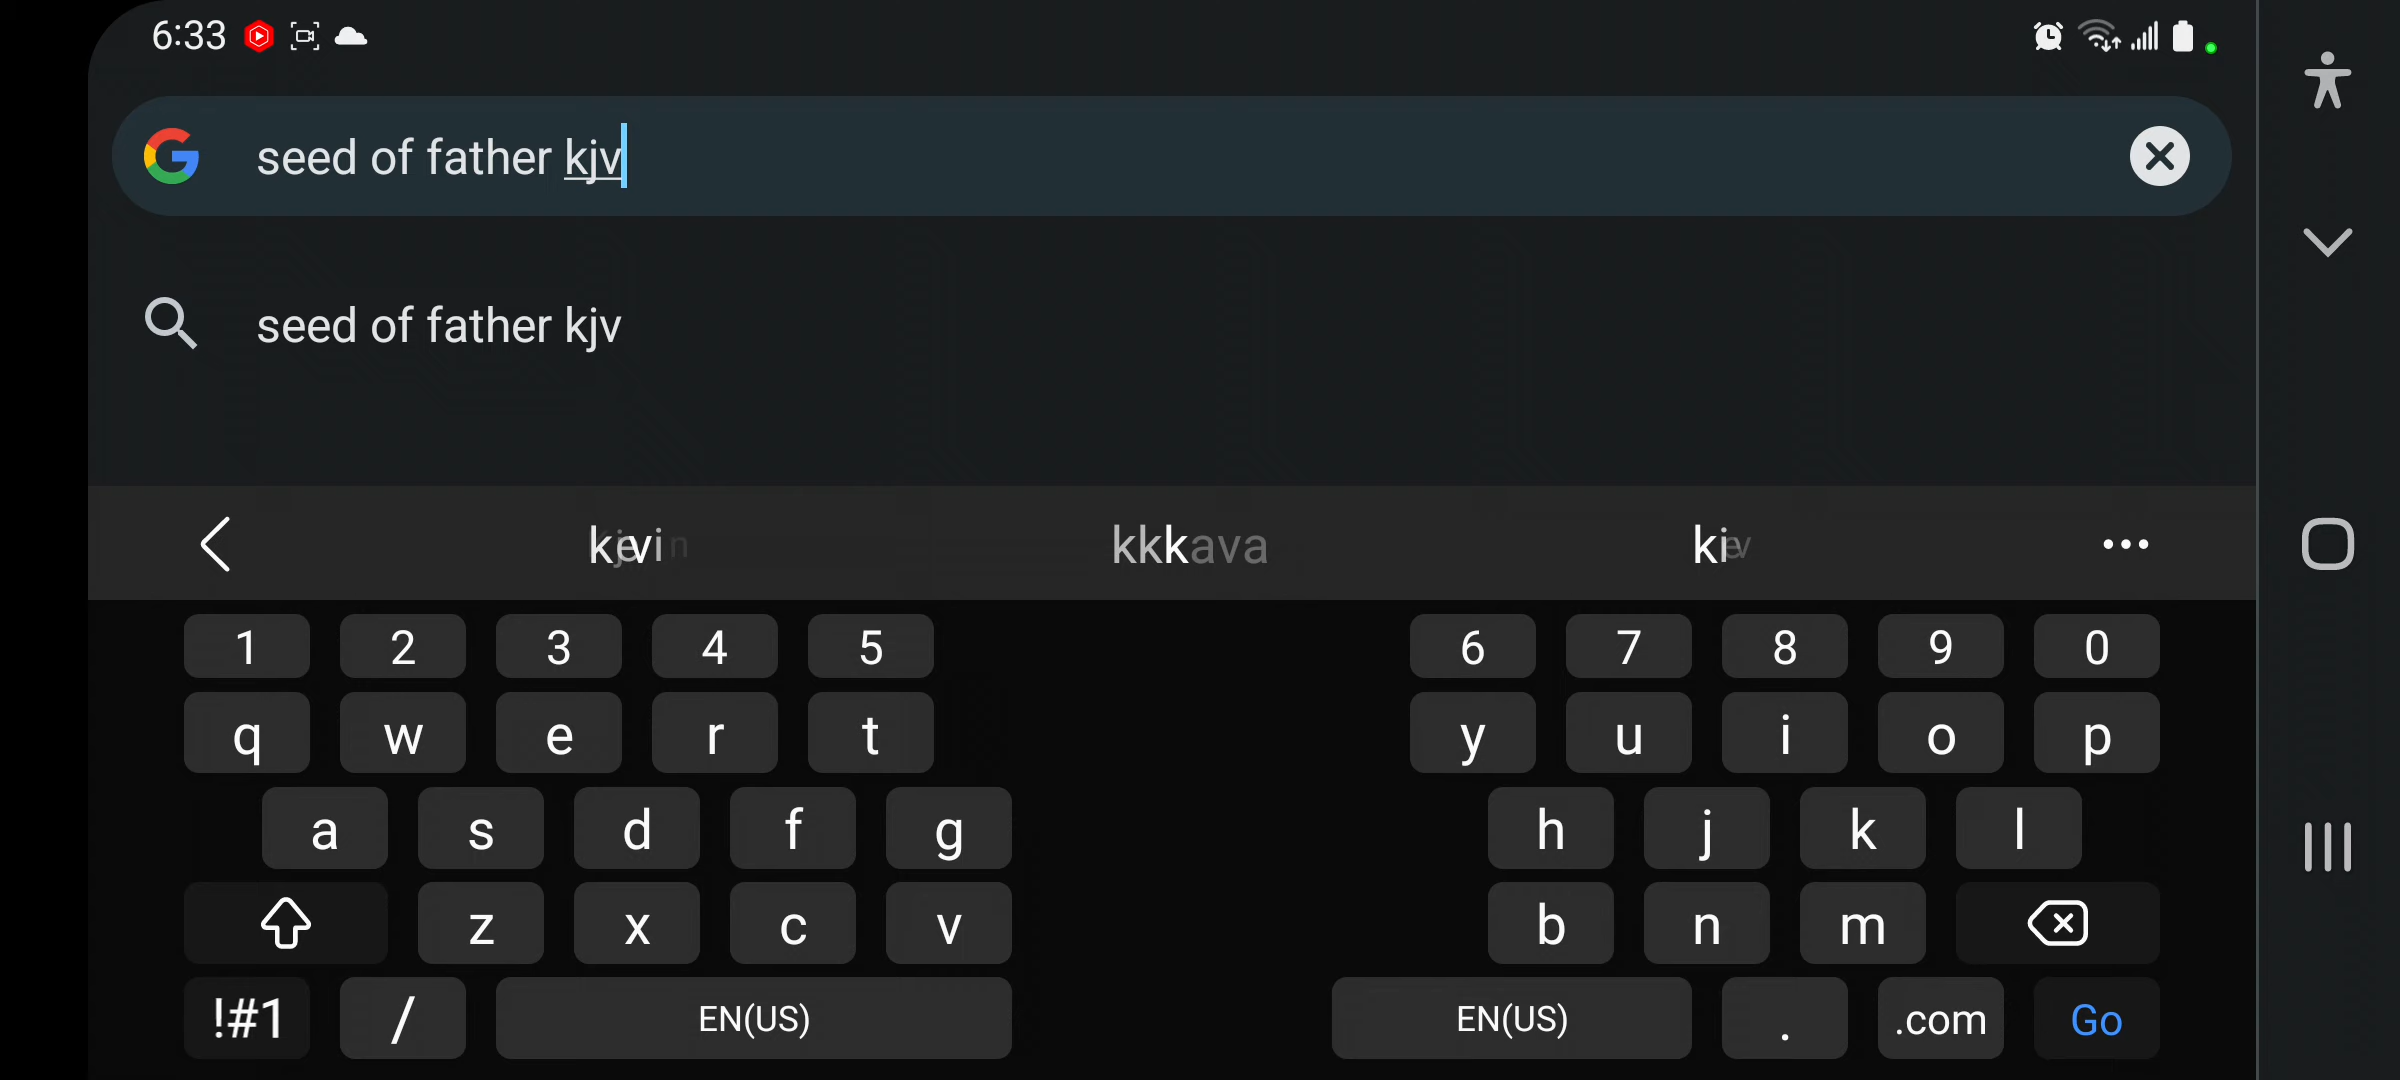 6:33
seed of father kjv
seed of father kjv
1 2 3 4 5 6 7 8 9 0
q w e r t y u i o p
a s d f g h j k l
z x c v b n m
!#1 / EN(US) EN(US) . .com Go